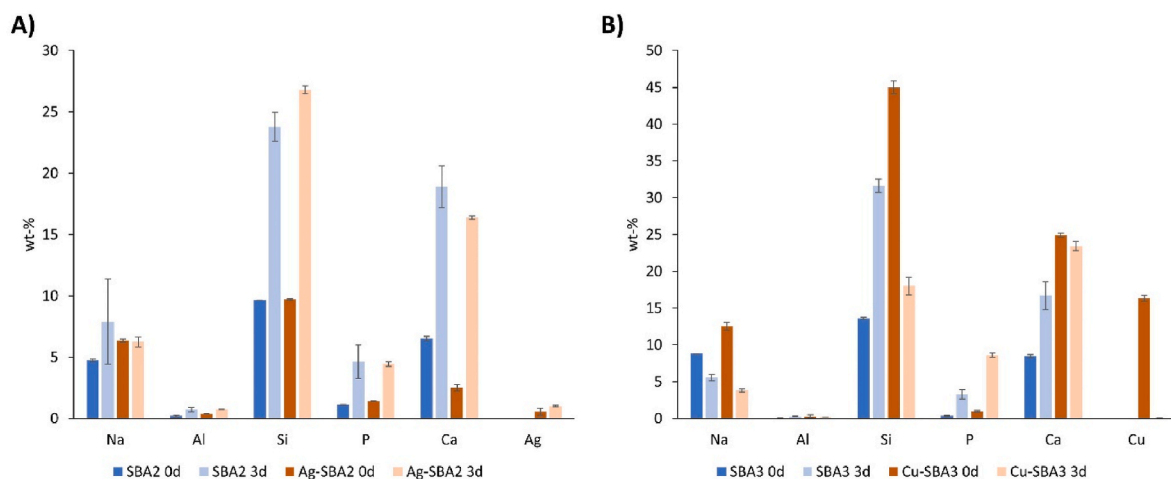 A)
30
25
20
15
10
5
0
wt-%
Na Al Si P Ca Ag
SBA2 0d SBA2 3d Ag-SBA2 0d Ag-SBA2 3d
B)
50
45
40
35
30
25
20
15
10
5
0
wt-%
Na Al Si P Ca Cu
SBA3 0d SBA3 3d Cu-SBA3 0d Cu-SBA3 3d